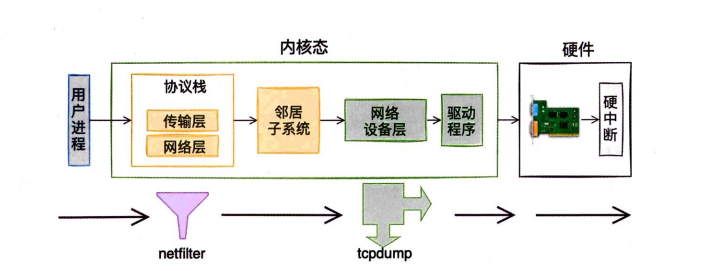 内核态
硬件
用户进程
协议栈
传输层
网络层
邻居
子系统
网络
设备层
驱动
程序
硬中断
netfilter
tcpdump